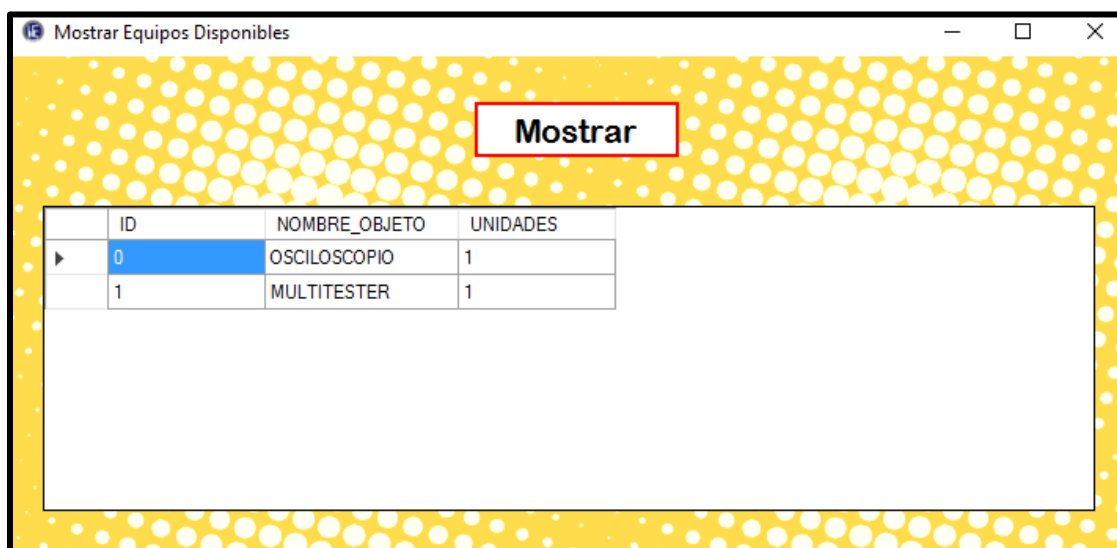 Mostrar Equipos Disponibles
Mostrar
ID NOMBRE_OBJETO UNIDADES
0 OSCILOSCOPIO 1
1 MULTITESTER 1